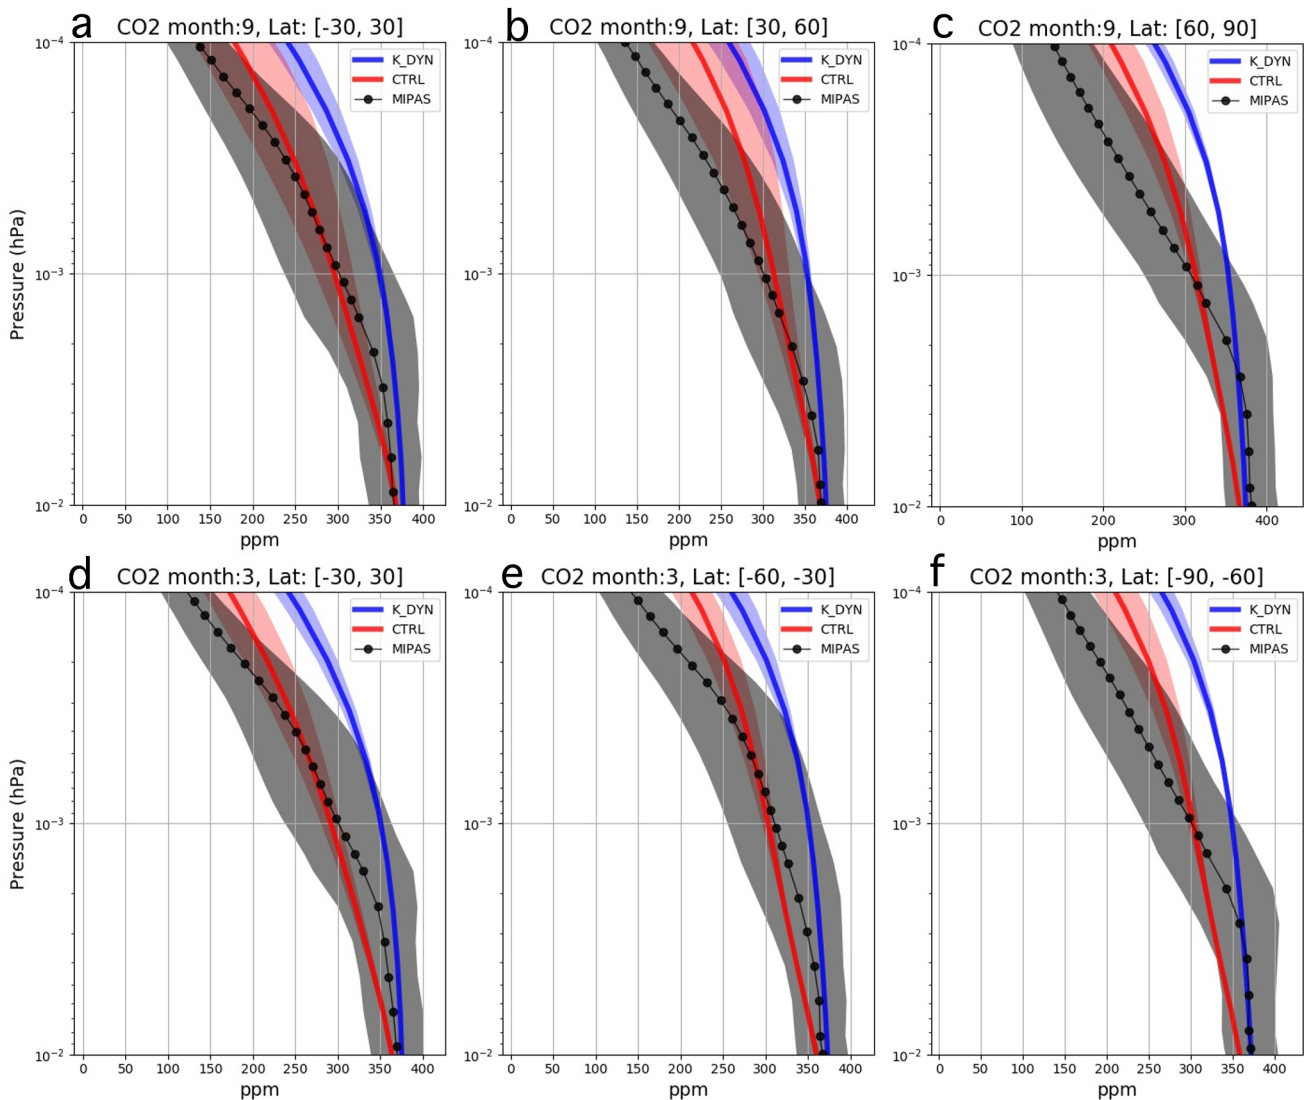 a CO2 month:9, Lat: [-30, 30]
b CO2 month:9, Lat: [30, 60]
c CO2 month:9, Lat: [60, 90]
K_DYN
CTRL
MIPAS
K_DYN
CTRL
MIPAS
K_DYN
CTRL
MIPAS
Pressure (hPa)
10⁻⁴
10⁻³
10⁻²
10⁻⁴
10⁻³
10⁻²
10⁻⁴
10⁻³
10⁻²
0 50 100 150 200 250 300 350 400
0 50 100 150 200 250 300 350 400
0 100 200 300 400
ppm
ppm
ppm
d CO2 month:3, Lat: [-30, 30]
e CO2 month:3, Lat: [-60, -30]
f CO2 month:3, Lat: [-90, -60]
K_DYN
CTRL
MIPAS
K_DYN
CTRL
MIPAS
K_DYN
CTRL
MIPAS
Pressure (hPa)
10⁻⁴
10⁻³
10⁻²
10⁻⁴
10⁻³
10⁻²
10⁻⁴
10⁻³
10⁻²
0 50 100 150 200 250 300 350 400
0 50 100 150 200 250 300 350 400
0 50 100 150 200 250 300 350 400
ppm
ppm
ppm